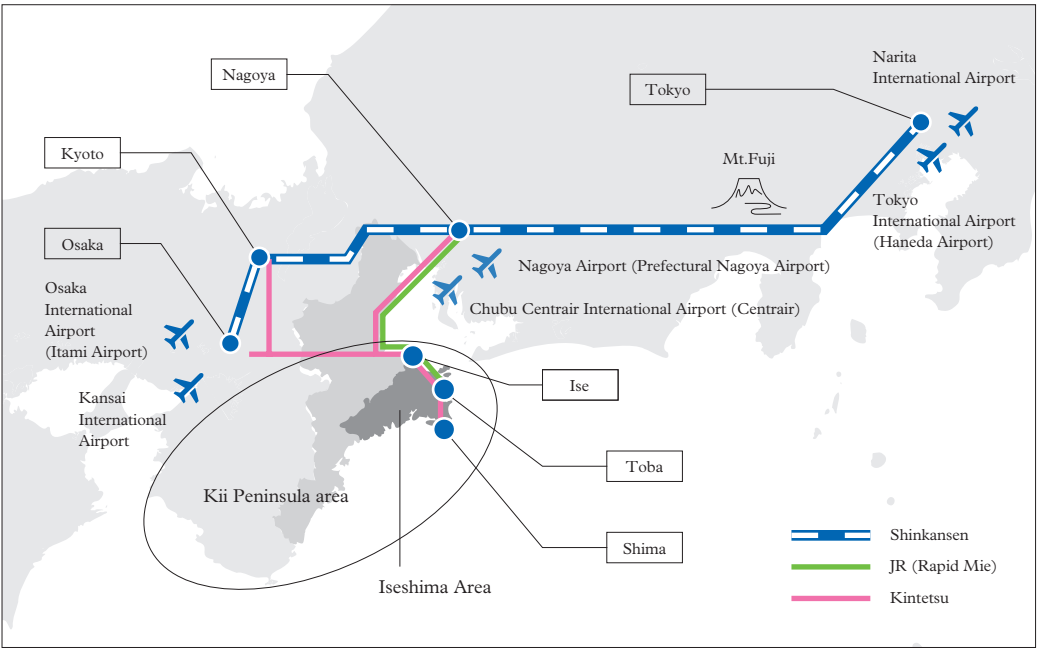 Narita
International Airport
Nagoya
Tokyo
Kyoto
Mt.Fuji
Tokyo
International Airport
(Haneda Airport)
Osaka
Nagoya Airport (Prefectural Nagoya Airport)
Osaka
International
Airport
(Itami Airport)
Chubu Centrair International Airport (Centrair)
Kansai
International
Airport
Ise
Toba
Kii Peninsula area
Shima
Iseshima Area
Shinkansen
JR (Rapid Mie)
Kintetsu